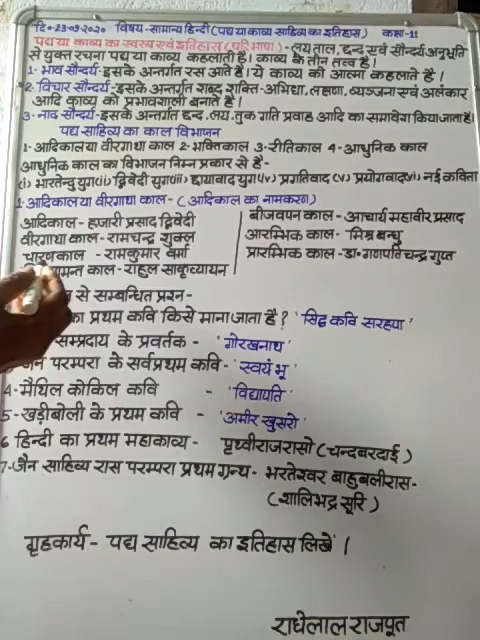 दि०-23-09-2020 विषय-सामान्य हिन्दी (पद्य या काव्य साहित्य का इतिहास) कक्षा-11
पद्य या काव्य का स्वरूप एवं इतिहास (परिभाषा) - लय, ताल, छन्द एवं सौन्दर्य अनुभूति
से युक्त रचना पद्य या काव्य कहलाती है। काव्य के तीन तत्व है।
1- भाव सौन्दर्य - इसके अन्तर्गत रस आते है। ये काव्य की आत्मा कहलाते है।
2- विचार सौन्दर्य - इसके अन्तर्गत शब्द शक्ति - अभिधा, लक्षणा, व्यञ्जना एवं अलंकार
आदि काव्य को प्रभावशाली बनाते है।
3- नाद सौन्दर्य - इसके अन्तर्गत छन्द, लय, तुक गति प्रवाह आदि का समावेश किया जाता है।
पद्य साहित्य का काल विभाजन
1- आदिकाल या वीरगाथा काल 2- भक्तिकाल 3- रीतिकाल 4- आधुनिक काल
आधुनिक काल का विभाजन निम्न प्रकार से है -
(i) भारतेन्दु युग (ii) द्विवेदी युग (iii) छायावाद युग (iv) प्रगतिवाद (v) प्रयोगवाद (vi) नई कविता
1- आदिकाल या वीरगाथा काल - (आदिकाल का नामकरण)
आदिकाल - हजारी प्रसाद द्विवेदी
वीरगाथा काल - रामचन्द्र शुक्ल
चारणकाल - रामकुमार वर्मा
काल - राहुल सांकृत्यायन
बीजवपन काल - आचार्य महावीर प्रसाद
आरम्भिक काल - मिश्र बन्धु
प्रारम्भिक काल - डा० गणपति चन्द्र गुप्त
से सम्बन्धित प्रश्न -
का प्रथम कवि किसे माना जाता है? 'सिद्ध कवि सरहपा'
सम्प्रदाय के प्रवर्तक - 'गोरखनाथ'
जैन परम्परा के सर्वप्रथम कवि - 'स्वयं भू'
4- मैथिल कोकिल कवि - 'विद्यापति'
5- खड़ीबोली के प्रथम कवि - 'अमीर खुसरो'
6 हिन्दी का प्रथम महाकाव्य - पृथ्वीराजरासो (चन्दबरदाई)
7- जैन साहित्य रास परम्परा प्रथम ग्रन्थ - भरतेश्वर बाहुबलीरास -
(शालिभद्र सूरि)
गृहकार्य - पद्य साहित्य का इतिहास लिखें।
राधेलाल राजपूत